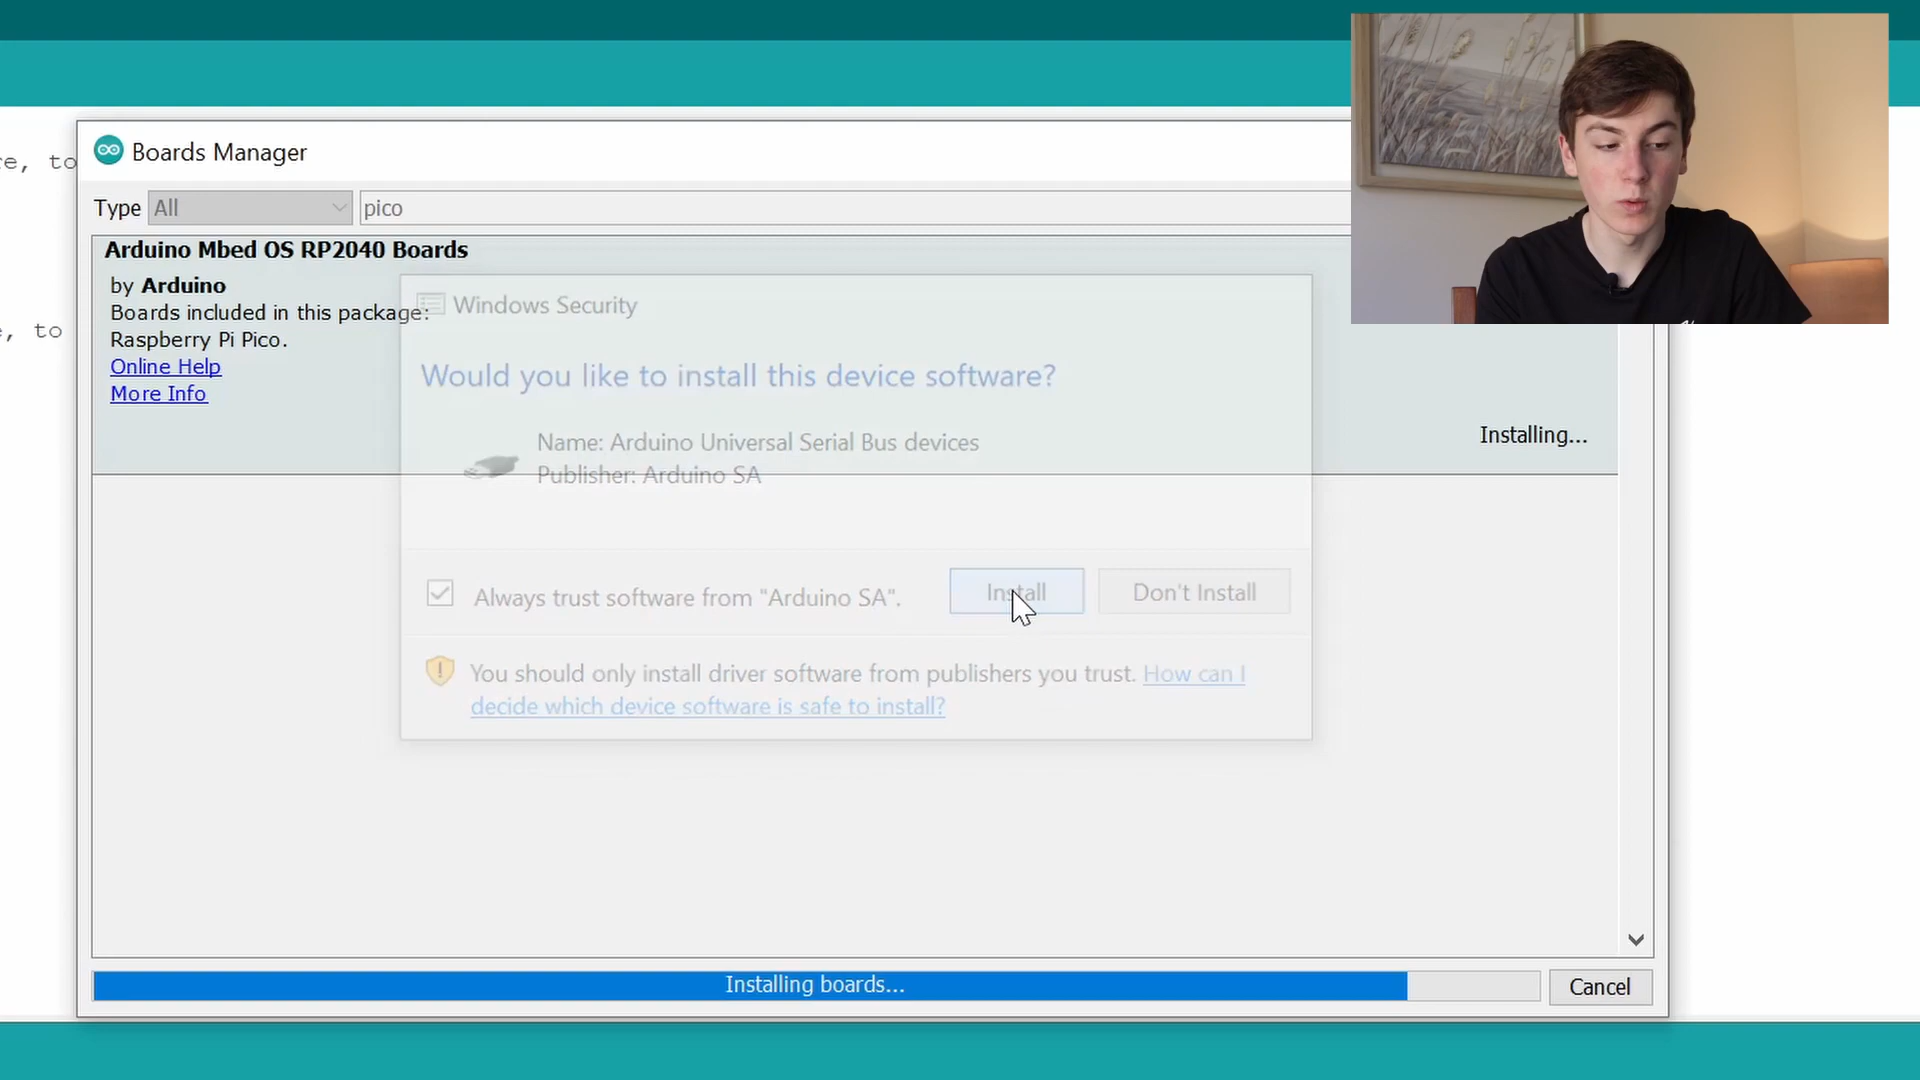 re, to
e, to
Boards Manager
Type All pico
Arduino Mbed OS RP2040 Boards
by Arduino
Boards included in this package:
Raspberry Pi Pico.
Online Help
More Info
Installing...
Windows Security
Would you like to install this device software?
Name: Arduino Universal Serial Bus devices
Publisher: Arduino SA
Always trust software from "Arduino SA".
Install Don't Install
You should only install driver software from publishers you trust. How can I
decide which device software is safe to install?
Installing boards...
Cancel